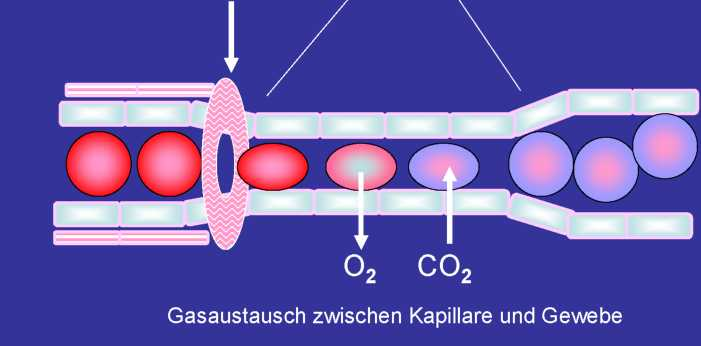 O₂ CO₂
Gasaustausch zwischen Kapillare und Gewebe